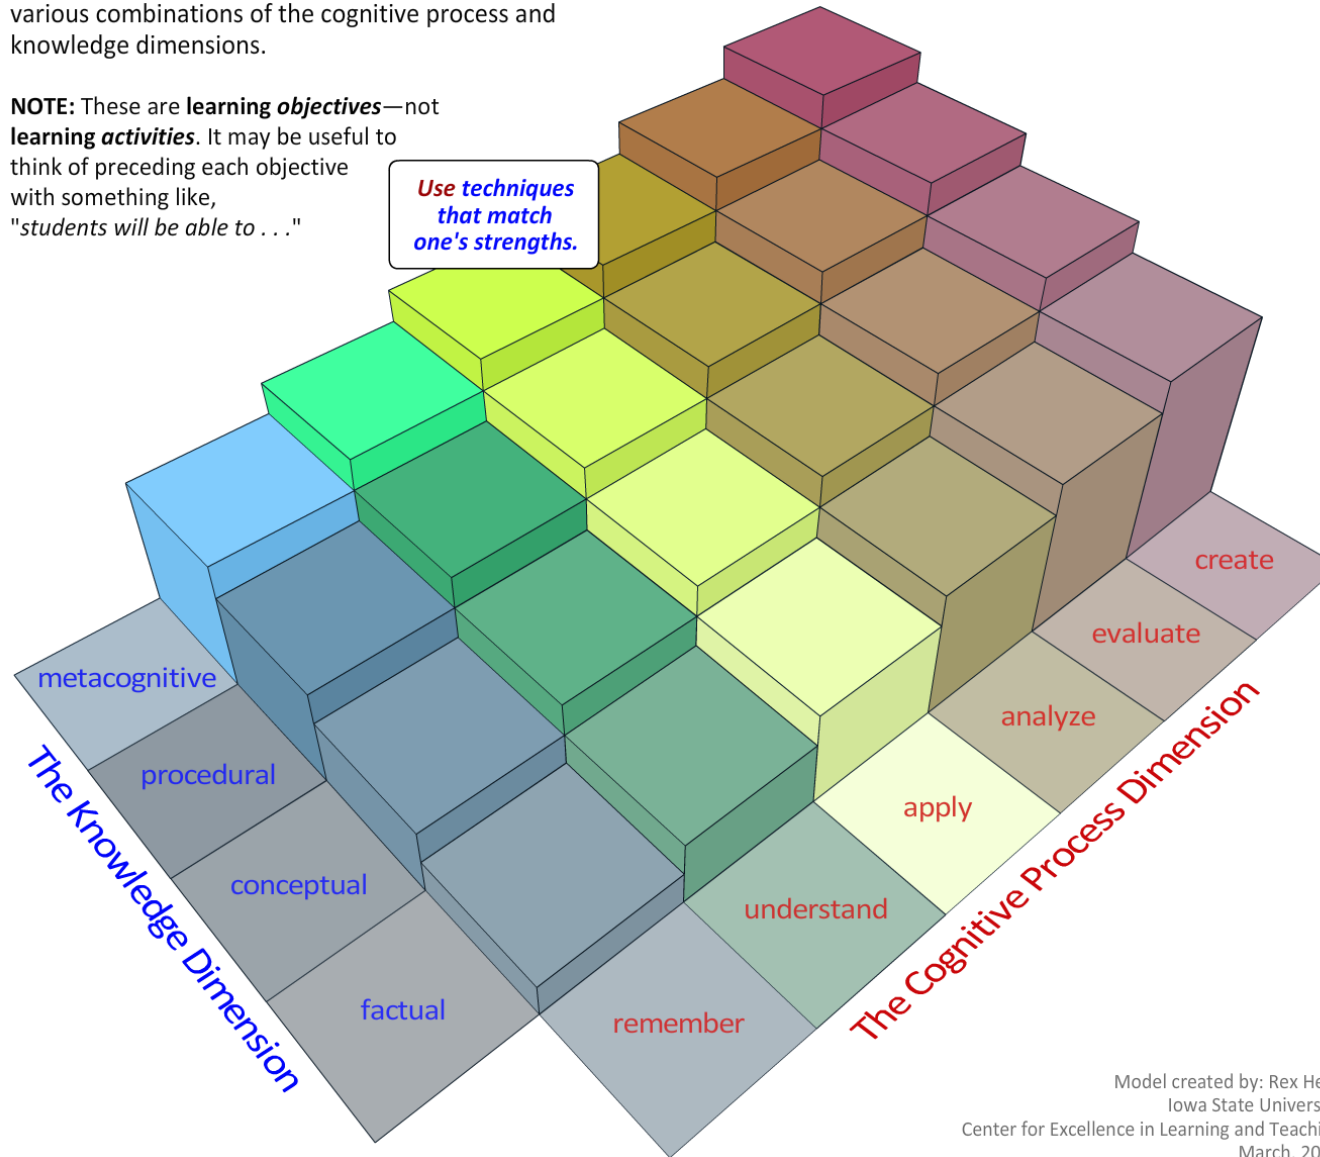 various combinations of the cognitive process and
knowledge dimensions.
NOTE: These are learning objectives—not
learning activities. It may be useful to
think of preceding each objective
with something like,
"students will be able to . . ."
Use techniques
that match
one's strengths.
metacognitive
procedural
conceptual
factual
The Knowledge Dimension
remember
understand
apply
analyze
evaluate
create
The Cognitive Process Dimension
Model created by: Rex
Iowa State
Center for Excellence in Learning and
March,